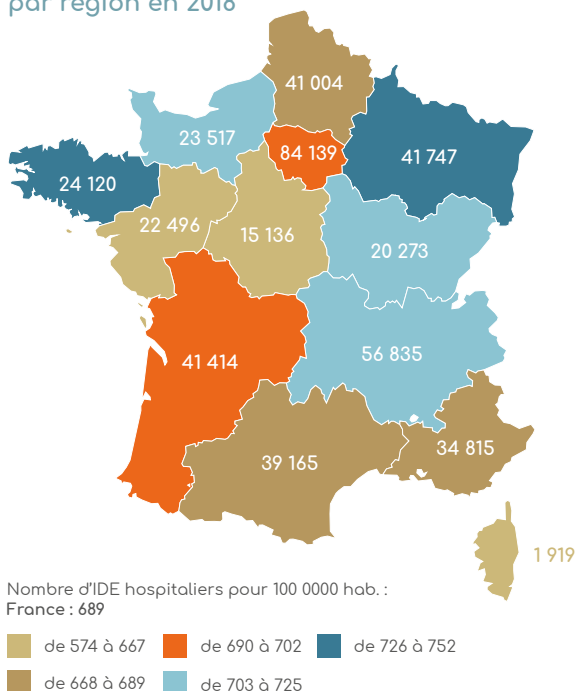 par région en 2018
41 004
23 517
84 139
41 747
24 120
22 496
15 136
20 273
56 835
41 414
34 815
39 165
1 919
Nombre d'IDE hospitaliers pour 100 0000 hab. :
France : 689
de 574 à 667
de 690 à 702
de 726 à 752
de 668 à 689
de 703 à 725